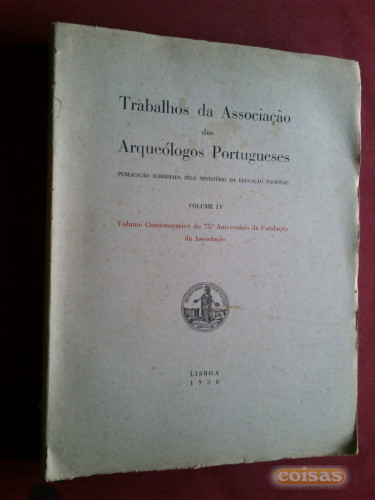 Trabalhos da Associação
dos
Arqueólogos Portugueses
PUBLICAÇÃO SUBSIDIADA PELO MINISTÉRIO DA EDUCAÇÃO NACIONAL
VOLUME IV
Volume Comemorativo do 75.º Aniversário da Fundação
da Associação
LISBOA
1938
coisas